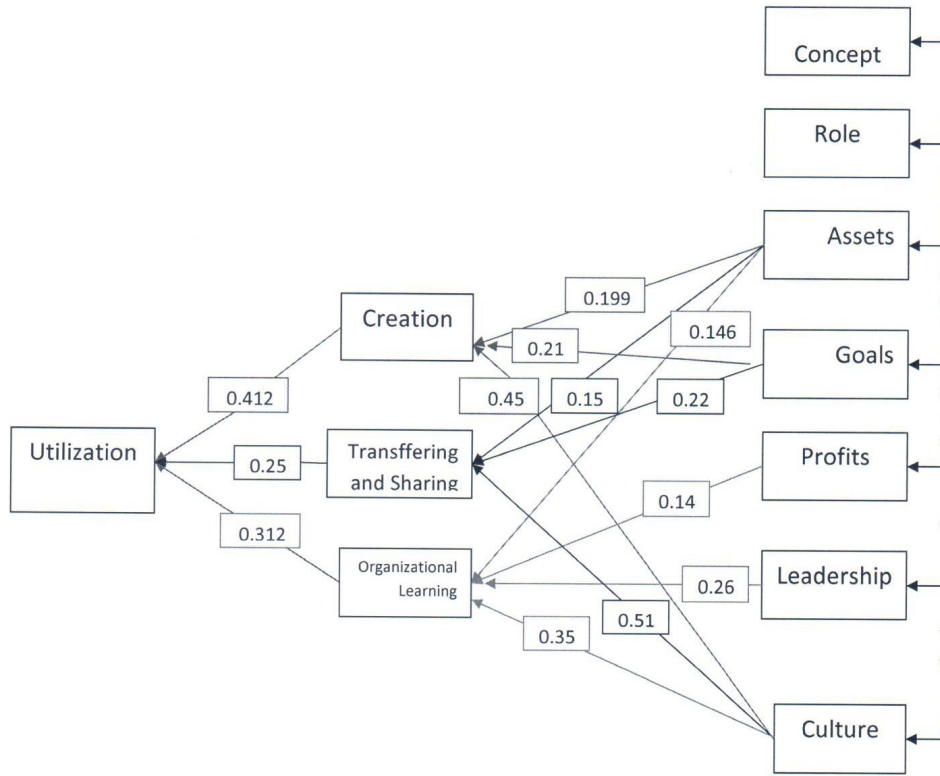 Concept
Role
Assets
0.199
Creation
0.146
0.21
Goals
0.412
0.45
0.15
0.22
Utilization
Transffering
and Sharing
0.25
Profits
0.14
0.312
Organizational
Learning
0.26
Leadership
0.51
0.35
Culture